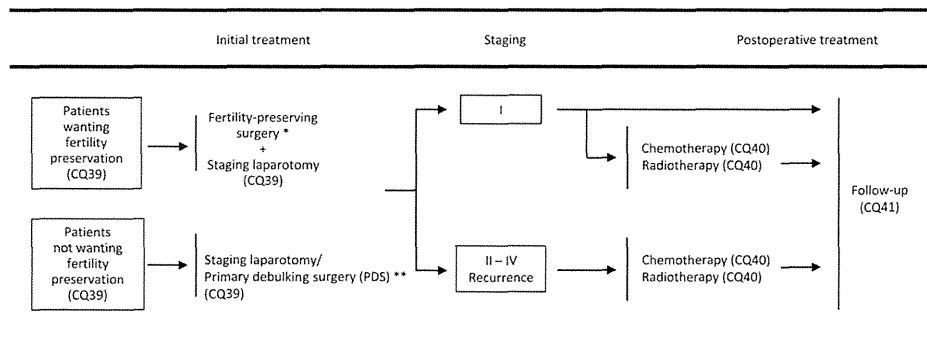 Initial treatment
Staging
Postoperative treatment
Patients
wanting
fertility
preservation
(CQ39)
Fertility-preserving
surgery *
+
Staging laparotomy
(CQ39)
I
Chemotherapy (CQ40)
Radiotherapy (CQ40)
Follow-up
(CQ41)
Patients
not wanting
fertility
preservation
(CQ39)
Staging laparotomy/
Primary debulking surgery (PDS) **
(CQ39)
II – IV
Recurrence
Chemotherapy (CQ40)
Radiotherapy (CQ40)